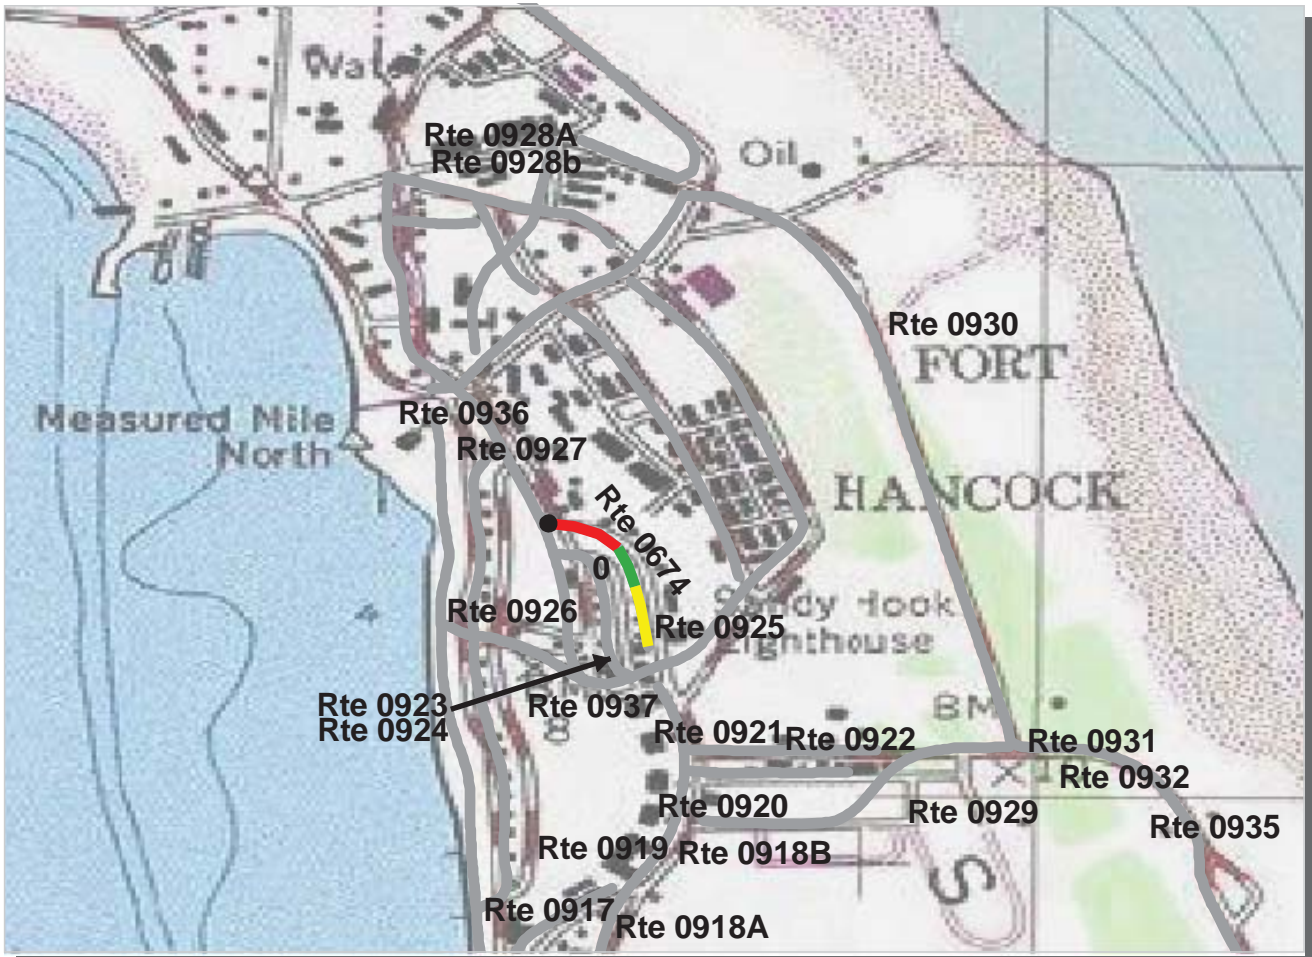 Wat
Rte 0928A
Rte 0928b
Oil
Rte 0930
FORT
Rte 0936
Measured Mile
North
Rte 0927
HANCOCK
Rte 0674
0
Rte 0926
Rte 0925
Lighthouse
Rte 0923
Rte 0924
Rte 0937
BM
Rte 0921
Rte 0922
Rte 0931
Rte 0932
Rte 0920
Rte 0929
Rte 0935
Rte 0919
Rte 0918B
S
Rte 0917
Rte 0918A